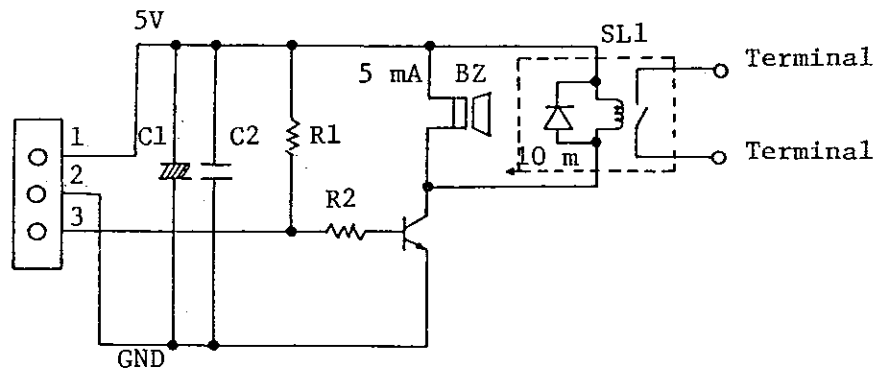 5V
SL1
Terminal
5 mA BZ
1
C1
C2
R1
10 m
Terminal
2
3
R2
GND